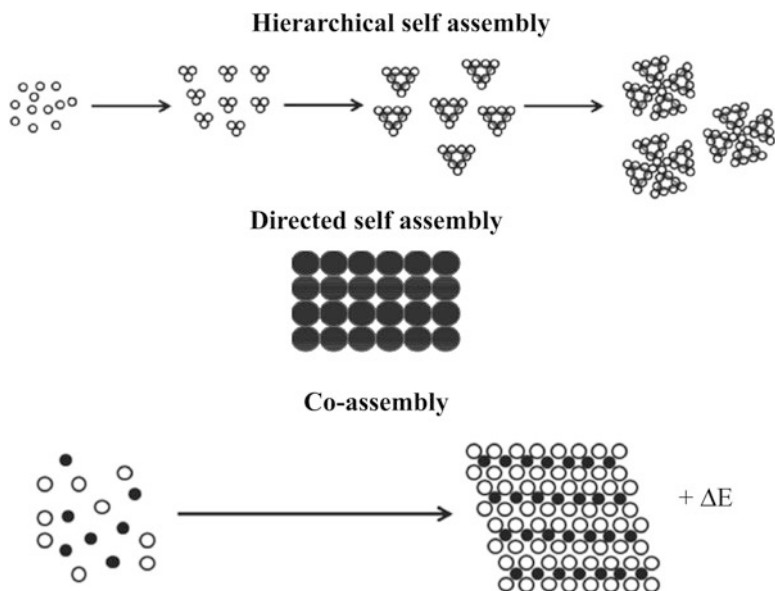 Hierarchical self assembly
Directed self assembly
Co-assembly
+ ΔE